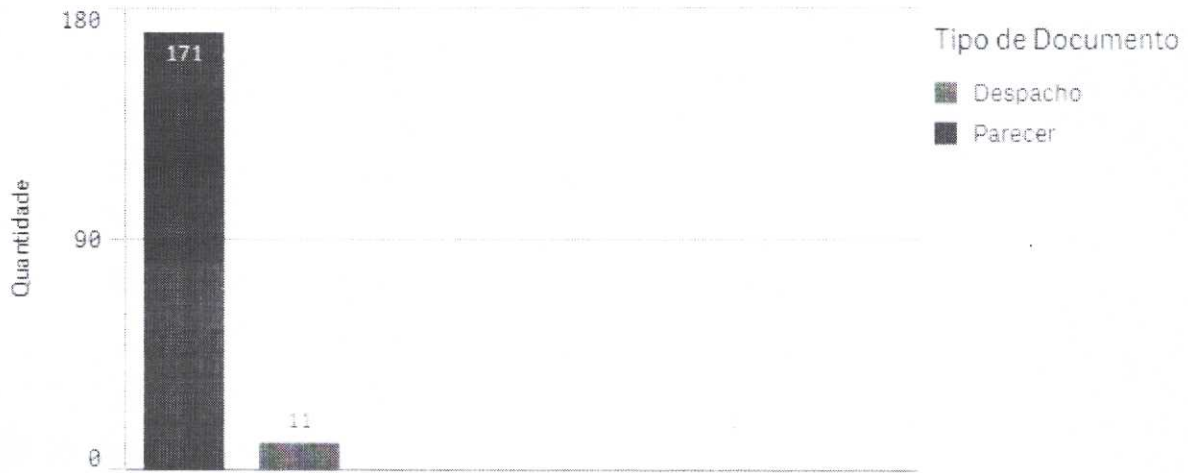 180
171
90
11
0
Quantidade
Tipo de Documento
Despacho
Parecer